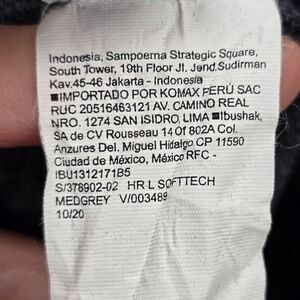 Indonesia, Sampoerna Strategic Square,
South Tower, 19th Floor Jl. Jend.Sudirman
Kav.45-46 Jakarta - Indonesia
■IMPORTADO POR KOMAX PERÚ SAC
RUC 20516463121 AV. CAMINO REAL
NRO. 1274 SAN ISIDRO, LIMA ■Ibushak,
SA de CV Rousseau 14 Of 802A Col.
Anzures Del. Miguel Hidalgo CP 11590
Ciudad de México, México RFC -
IBU1312171B5
S/378902-02 HR L SOFTTECH
MEDGREY V/003489
10/20